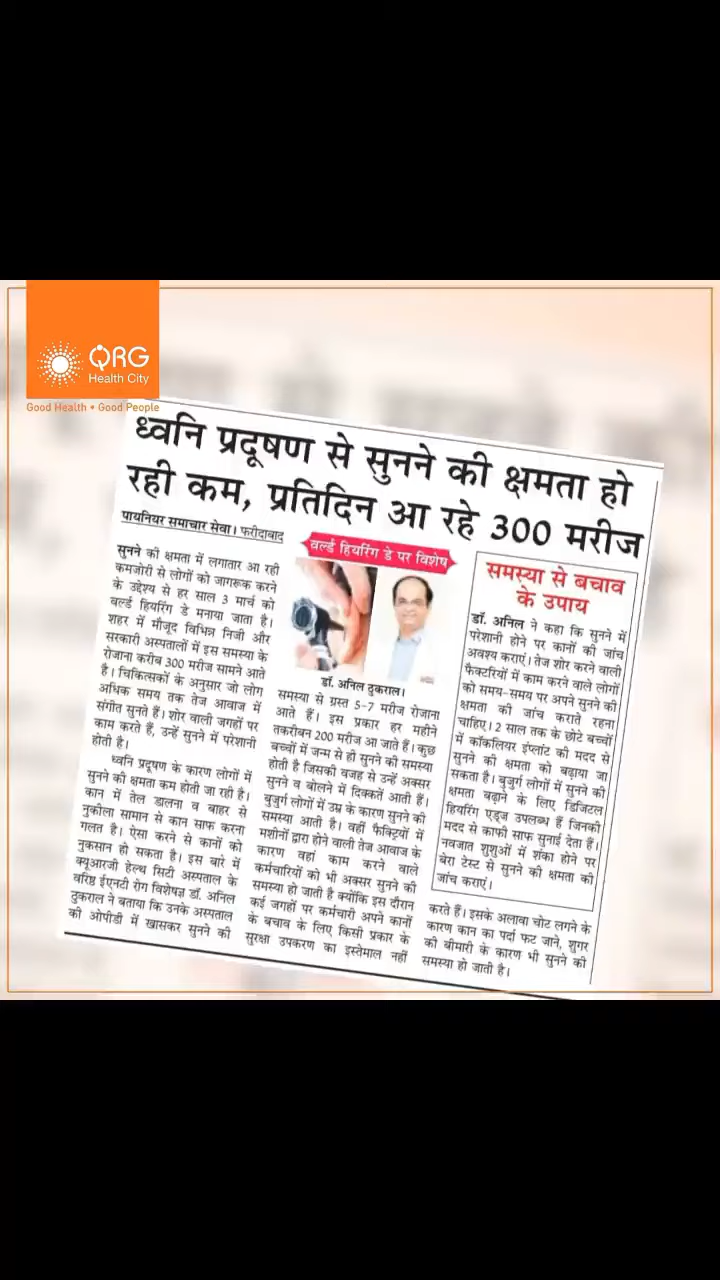 QRG
Health City
Good Health • Good People
ध्वनि प्रदूषण से सुनने की क्षमता हो
रही कम, प्रतिदिन आ रहे 300 मरीज
पायनियर समाचार सेवा। फरीदाबाद
सुनने की क्षमता में लगातार आ रही
कमजोरी से लोगों को जागरूक करने
के उद्देश्य से हर साल 3 मार्च को
वर्ल्ड हियरिंग डे मनाया जाता है।
शहर में मौजूद विभिन्न निजी और
सरकारी अस्पतालों में इस समस्या के
रोजाना करीब 300 मरीज सामने आते
है। चिकित्सकों के अनुसार जो लोग
अधिक समय तक तेज आवाज में
संगीत सुनते हैं। शोर वाली जगहों पर
काम करते हैं, उन्हें सुनने में परेशानी
होती है।
ध्वनि प्रदूषण के कारण लोगों में
सुनने की क्षमता कम होती जा रही है।
कान में तेल डालना व बाहर से
नुकीला सामान से कान साफ करना
गलत है। ऐसा करने से कानों को
नुकसान हो सकता है। इस बारे में
क्यूआरजी हेल्थ सिटी अस्पताल के
वरिष्ठ ईएनटी रोग विशेषज्ञ डॉ. अनिल
ठुकराल ने बताया कि उनके अस्पताल
की ओपीडी में खासकर सुनने की
वर्ल्ड हियरिंग डे पर विशेष
डॉ. अनिल ठुकराल।
समस्या से ग्रस्त 5-7 मरीज रोजाना
आते हैं। इस प्रकार हर महीने
तकरीबन 200 मरीज आ जाते हैं। कुछ
बच्चों में जन्म से ही सुनने की समस्या
होती है जिसकी वजह से उन्हें अक्सर
सुनने व बोलने में दिक्कतें आती हैं।
बुजुर्ग लोगों में उम्र के कारण सुनने की
समस्या आती है। वहीं फैक्ट्रियों में
मशीनों द्वारा होने वाली तेज आवाज के
कारण वहां काम करने वाले
कर्मचारियों को भी अक्सर सुनने की
समस्या हो जाती है क्योंकि इस दौरान
कई जगहों पर कर्मचारी अपने कानों
के बचाव के लिए किसी प्रकार के
सुरक्षा उपकरण का इस्तेमाल नहीं
समस्या से बचाव
के उपाय
डॉ. अनिल ने कहा कि सुनने में
परेशानी होने पर कानों की जांच
अवश्य कराएं। तेज शोर करने वाली
फैक्टरियों में काम करने वाले लोगों
को समय-समय पर अपने सुनने की
क्षमता की जांच कराते रहना
चाहिए। 2 साल तक के छोटे बच्चों
में कॉकलियर इंप्लांट की मदद से
सुनने की क्षमता को बढ़ाया जा
सकता है। बुजुर्ग लोगों में सुनने की
क्षमता बढ़ाने के लिए डिजिटल
हियरिंग एड्ज उपलब्ध हैं जिनकी
मदद से काफी साफ सुनाई देता हैं।
नवजात शुशुओं में शंका होने पर
बेरा टेस्ट से सुनने की क्षमता की
जांच कराएं।
करते हैं। इसके अलावा चोट लगने के
कारण कान का पर्दा फट जाने, शुगर
की बीमारी के कारण भी सुनने की
समस्या हो जाती है।